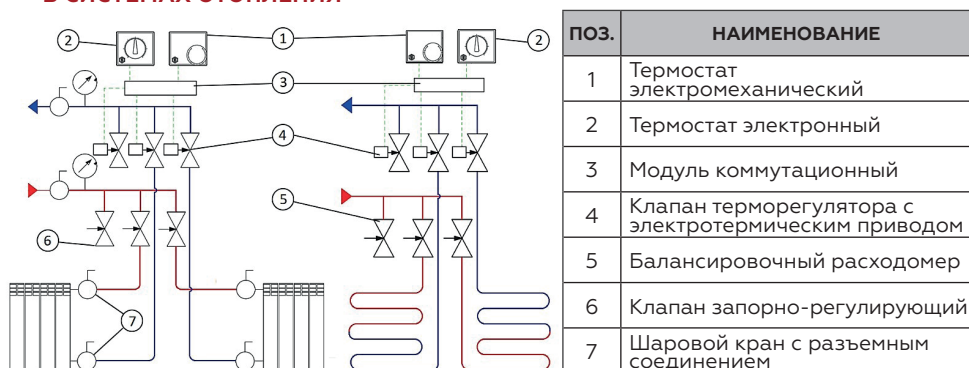 В СИСТЕМАХ ОТОПЛЕНИЯ
2
1
2
3
4
5
6
7
ПОЗ. НАИМЕНОВАНИЕ
1 Термостат
электромеханический
2 Термостат электронный
3 Модуль коммутационный
4 Клапан терморегулятора с
электротермическим приводом
5 Балансировочный расходомер
6 Клапан запорно-регулирующий
7 Шаровой кран с разъемным
соединением